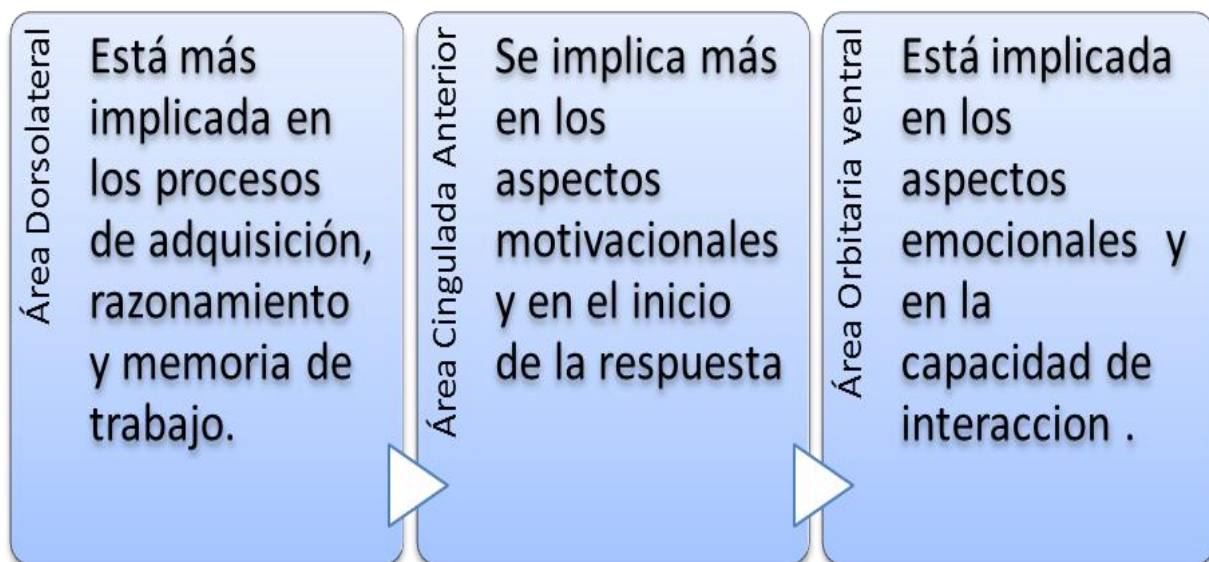 Área Dorsolateral
Está más
implicada en
los procesos
de adquisición,
razonamiento
y memoria de
trabajo.
Área Cingulada Anterior
Se implica más
en los
aspectos
motivacionales
y en el inicio
de la respuesta
Área Orbitaria ventral
Está implicada
en los
aspectos
emocionales y
en la
capacidad de
interaccion .